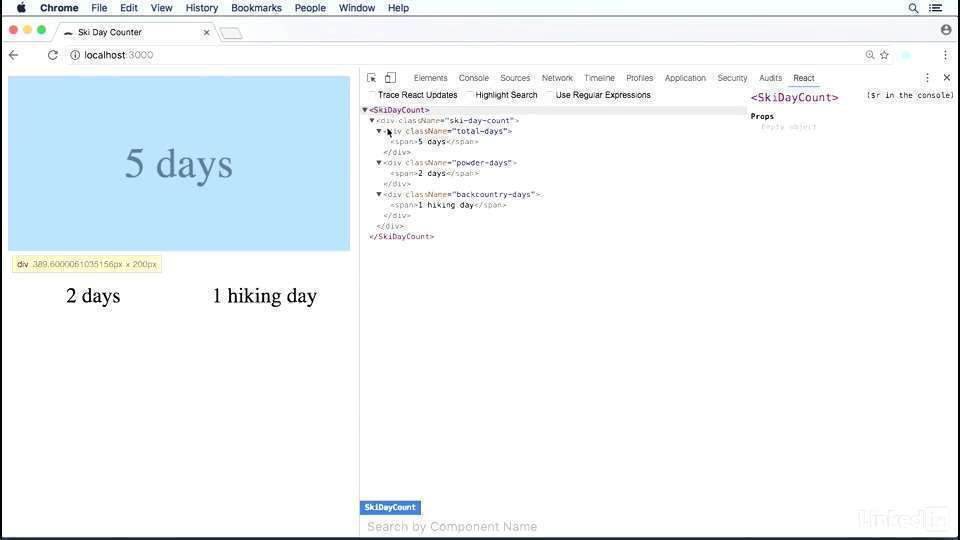 Chrome File Edit View History Bookmarks People Window Help
Ski Day Counter
localhost:3000
Elements Console Sources Network Timeline Profiles Application Security Audits React
Trace React Updates Highlight Search Use Regular Expressions
<SkiDayCount>
<div className="ski-day-count">
<div className="total-days">
<span>5 days</span>
</div>
<div className="powder-days">
<span>2 days</span>
</div>
<div className="backcountry-days">
<span>1 hiking day</span>
</div>
</div>
</SkiDayCount>
<SkiDayCount> ($r in the console)
Props
Empty object
5 days
div 389.6000061035156px × 200px
2 days 1 hiking day
SkiDayCount
Search by Component Name
Linked in